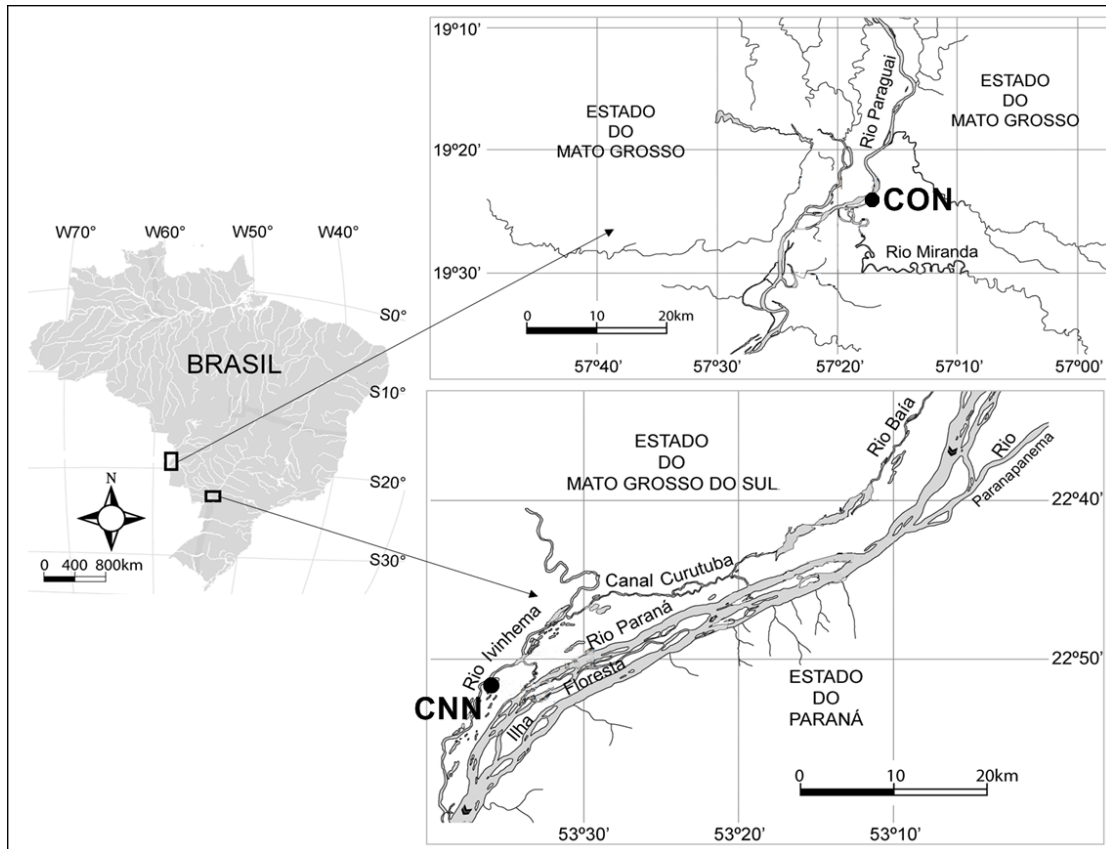 W70°
W60°
W50°
W40°
S0°
S10°
S20°
S30°
BRASIL
N
0 400 800km
19°10'
19°20'
19°30'
ESTADO
DO
MATO GROSSO
Rio Paraguai
ESTADO
DO
MATO GROSSO
CON
Rio Miranda
0 10 20km
57°40'
57°30'
57°20'
57°10'
57°00'
ESTADO
DO
MATO GROSSO DO SUL
Rio Baía
Rio
Paranapanema
22°40'
Canal Curutuba
Rio Ivinhema
Rio Paraná
22°50'
CNN
Ilha Floresta
ESTADO
DO
PARANÁ
0 10 20km
53°30'
53°20'
53°10'